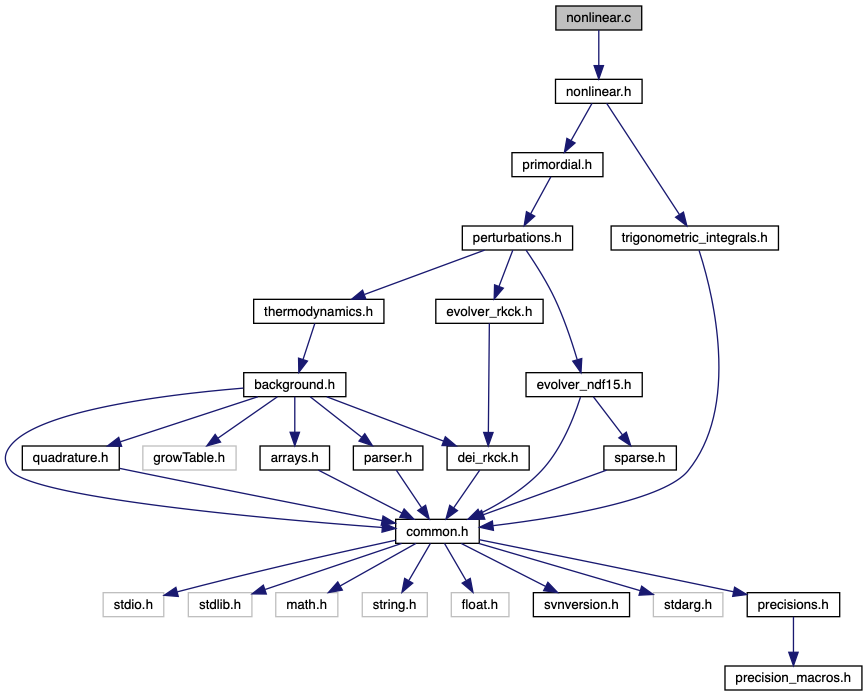 nonlinear.c
nonlinear.h
primordial.h
perturbations.h
trigonometric_integrals.h
thermodynamics.h
evolver_rkck.h
background.h
evolver_ndf15.h
quadrature.h
growTable.h
arrays.h
parser.h
dei_rkck.h
sparse.h
common.h
stdio.h
stdlib.h
math.h
string.h
float.h
svnversion.h
stdarg.h
precisions.h
precision_macros.h